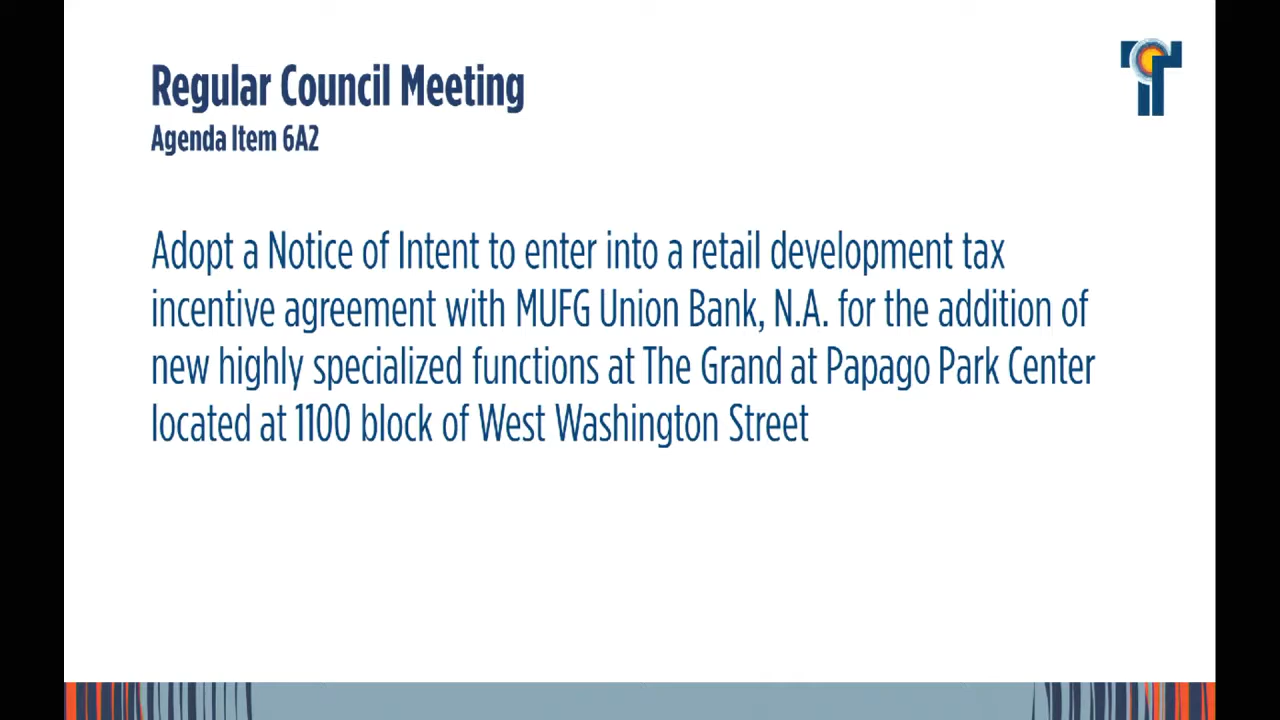 Regular Council Meeting
Agenda Item 6A2
Adopt a Notice of Intent to enter into a retail development tax
incentive agreement with MUFG Union Bank, N.A. for the addition of
new highly specialized functions at The Grand at Papago Park Center
located at 1100 block of West Washington Street